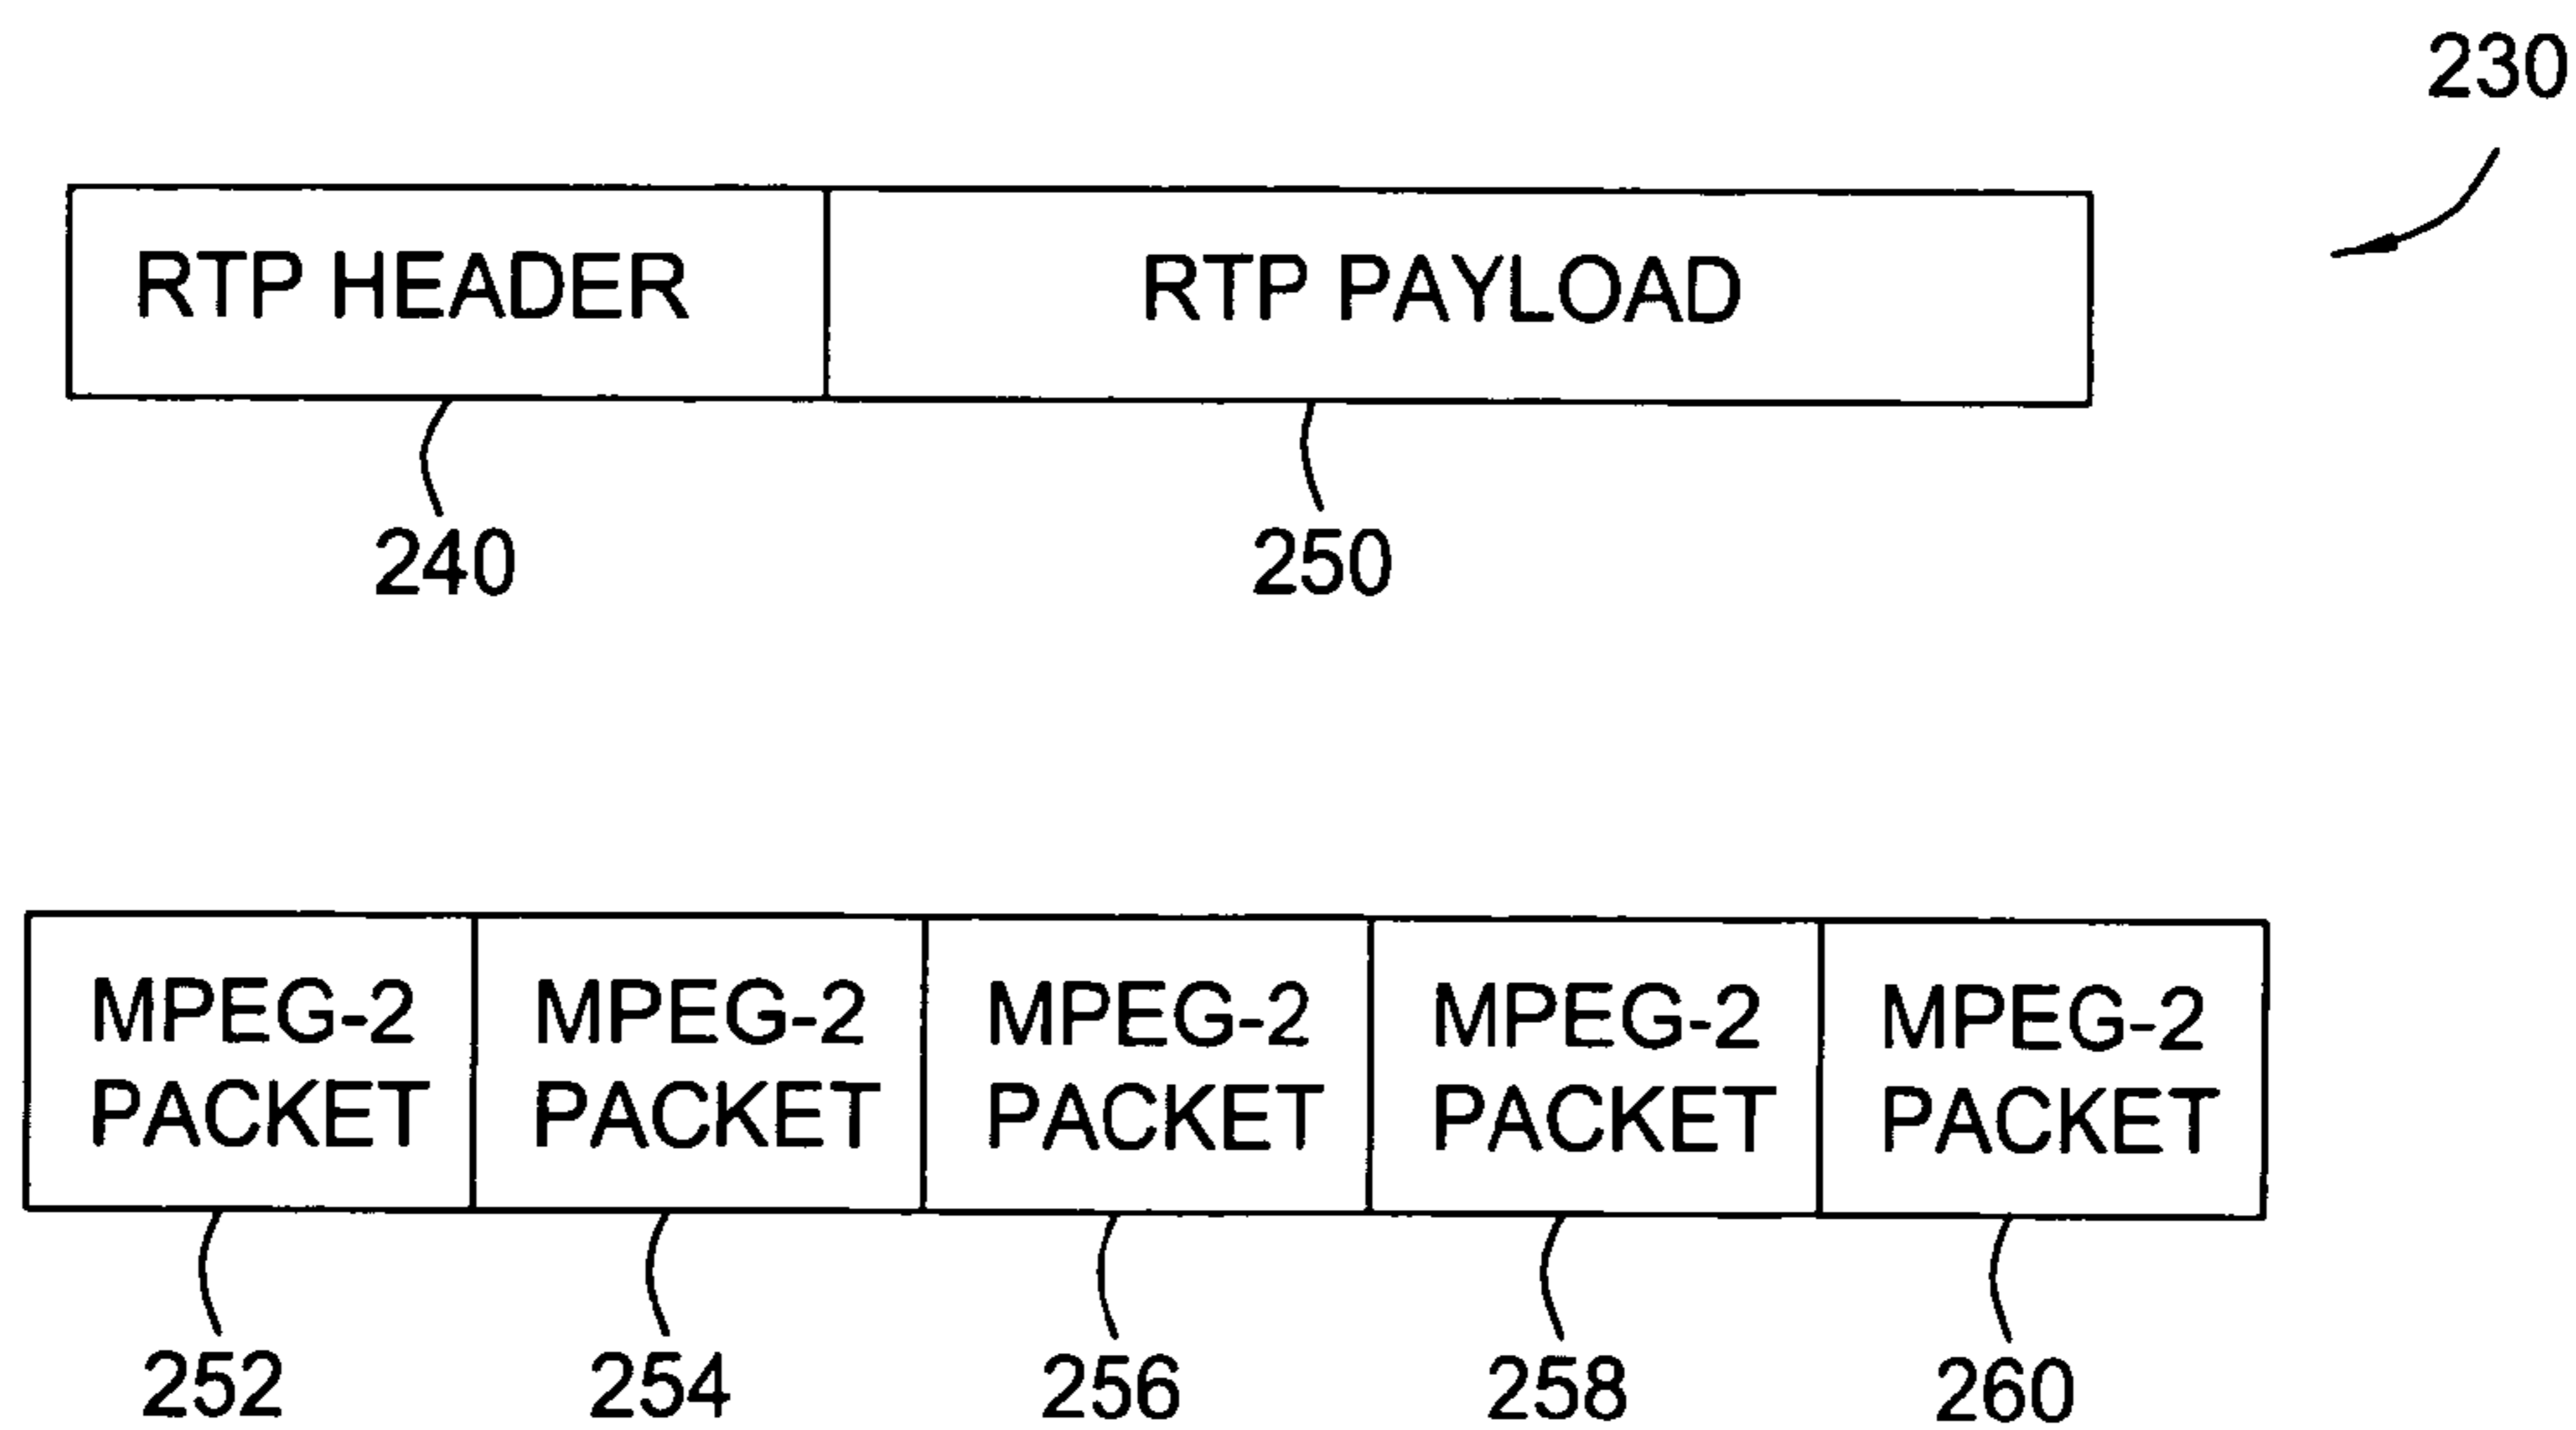 230
RTP HEADER RTP PAYLOAD
240 250
MPEG-2 MPEG-2 MPEG-2 MPEG-2 MPEG-2
PACKET PACKET PACKET PACKET PACKET
252 254 256 258 260